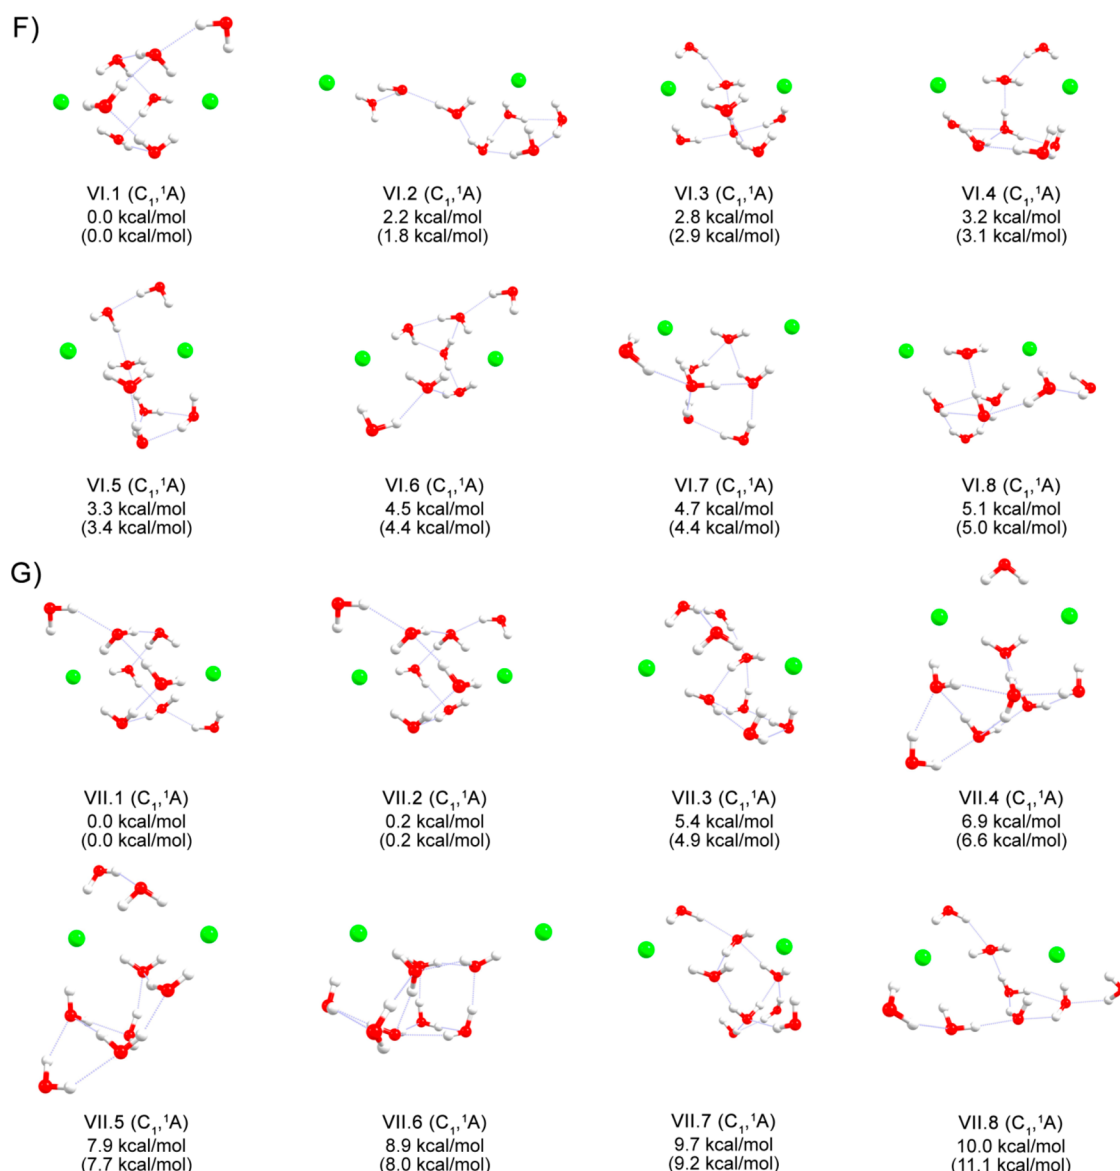 F)
VI.1 (C₁,¹A)
0.0 kcal/mol
(0.0 kcal/mol)
VI.2 (C₁,¹A)
2.2 kcal/mol
(1.8 kcal/mol)
VI.3 (C₁,¹A)
2.8 kcal/mol
(2.9 kcal/mol)
VI.4 (C₁,¹A)
3.2 kcal/mol
(3.1 kcal/mol)
VI.5 (C₁,¹A)
3.3 kcal/mol
(3.4 kcal/mol)
VI.6 (C₁,¹A)
4.5 kcal/mol
(4.4 kcal/mol)
VI.7 (C₁,¹A)
4.7 kcal/mol
(4.4 kcal/mol)
VI.8 (C₁,¹A)
5.1 kcal/mol
(5.0 kcal/mol)
G)
VII.1 (C₁,¹A)
0.0 kcal/mol
(0.0 kcal/mol)
VII.2 (C₁,¹A)
0.2 kcal/mol
(0.2 kcal/mol)
VII.3 (C₁,¹A)
5.4 kcal/mol
(4.9 kcal/mol)
VII.4 (C₁,¹A)
6.9 kcal/mol
(6.6 kcal/mol)
VII.5 (C₁,¹A)
7.9 kcal/mol
(7.7 kcal/mol)
VII.6 (C₁,¹A)
8.9 kcal/mol
(8.0 kcal/mol)
VII.7 (C₁,¹A)
9.7 kcal/mol
(9.2 kcal/mol)
VII.8 (C₁,¹A)
10.0 kcal/mol
(11.1 kcal/mol)